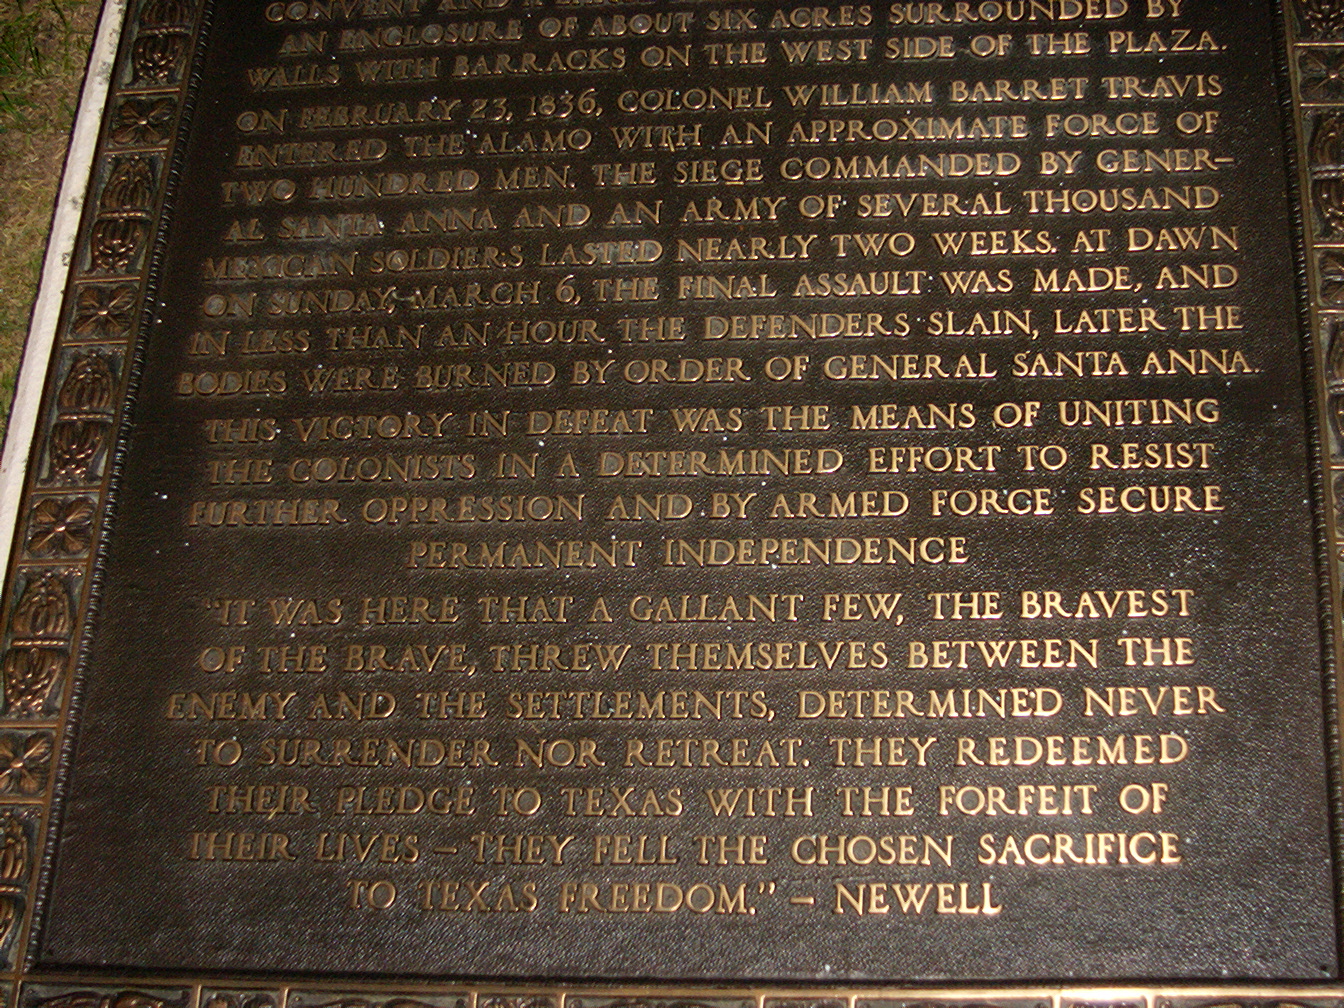 CONVENT AND A
AN ENCLOSURE OF ABOUT SIX ACRES SURROUNDED BY
WALLS WITH BARRACKS ON THE WEST SIDE OF THE PLAZA.
ON FEBRUARY 23, 1836, COLONEL WILLIAM BARRET TRAVIS
ENTERED THE ALAMO WITH AN APPROXIMATE FORCE OF
TWO HUNDRED MEN. THE SIEGE COMMANDED BY GENER-
AL SANTA ANNA AND AN ARMY OF SEVERAL THOUSAND
MEXICAN SOLDIERS LASTED NEARLY TWO WEEKS. AT DAWN
ON SUNDAY, MARCH 6, THE FINAL ASSAULT WAS MADE, AND
IN LESS THAN AN HOUR THE DEFENDERS SLAIN, LATER THE
BODIES WERE BURNED BY ORDER OF GENERAL SANTA ANNA.
THIS VICTORY IN DEFEAT WAS THE MEANS OF UNITING
THE COLONISTS IN A DETERMINED EFFORT TO RESIST
FURTHER OPPRESSION AND BY ARMED FORCE SECURE
PERMANENT INDEPENDENCE
"IT WAS HERE THAT A GALLANT FEW, THE BRAVEST
OF THE BRAVE, THREW THEMSELVES BETWEEN THE
ENEMY AND THE SETTLEMENTS, DETERMINED NEVER
TO SURRENDER NOR RETREAT. THEY REDEEMED
THEIR PLEDGE TO TEXAS WITH THE FORFEIT OF
THEIR LIVES – THEY FELL THE CHOSEN SACRIFICE
TO TEXAS FREEDOM." – NEWELL